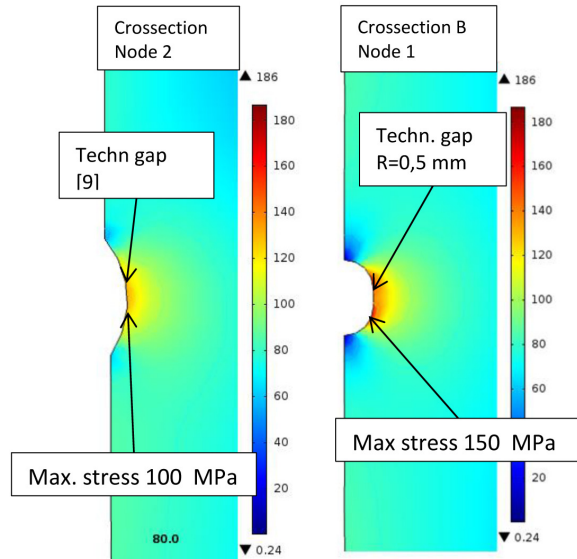 Crossection
Node 2
Crossection B
Node 1
▲ 186
▲
186
180
160
140
120
100
80
60
40
20
▼ 0.24
180
160
140
120
100
80
60
40
20
▼ 0.24
Techn gap
[9]
Techn. gap
R=0,5 mm
Max. stress 100 MPa
Max stress 150 MPa
80.0